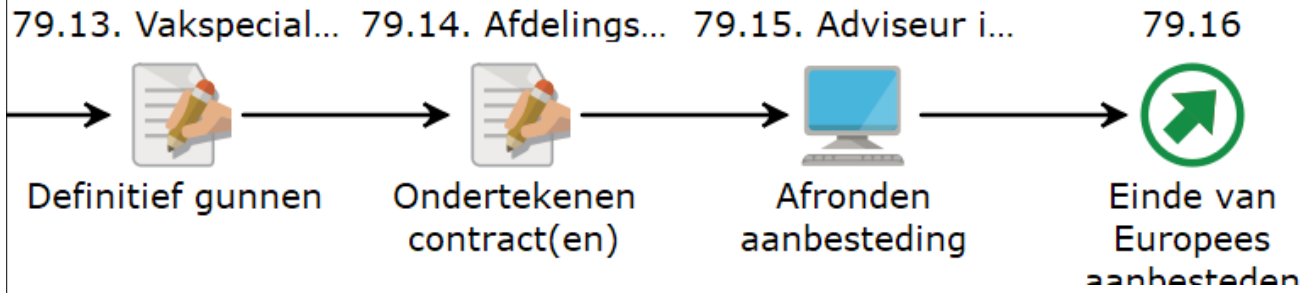 79.13. Vakspecial... 79.14. Afdelings... 79.15. Adviseur i... 79.16
Definitief gunnen
Ondertekenen
contract(en)
Afronden
aanbesteding
Einde van
Europees
aanbesteden